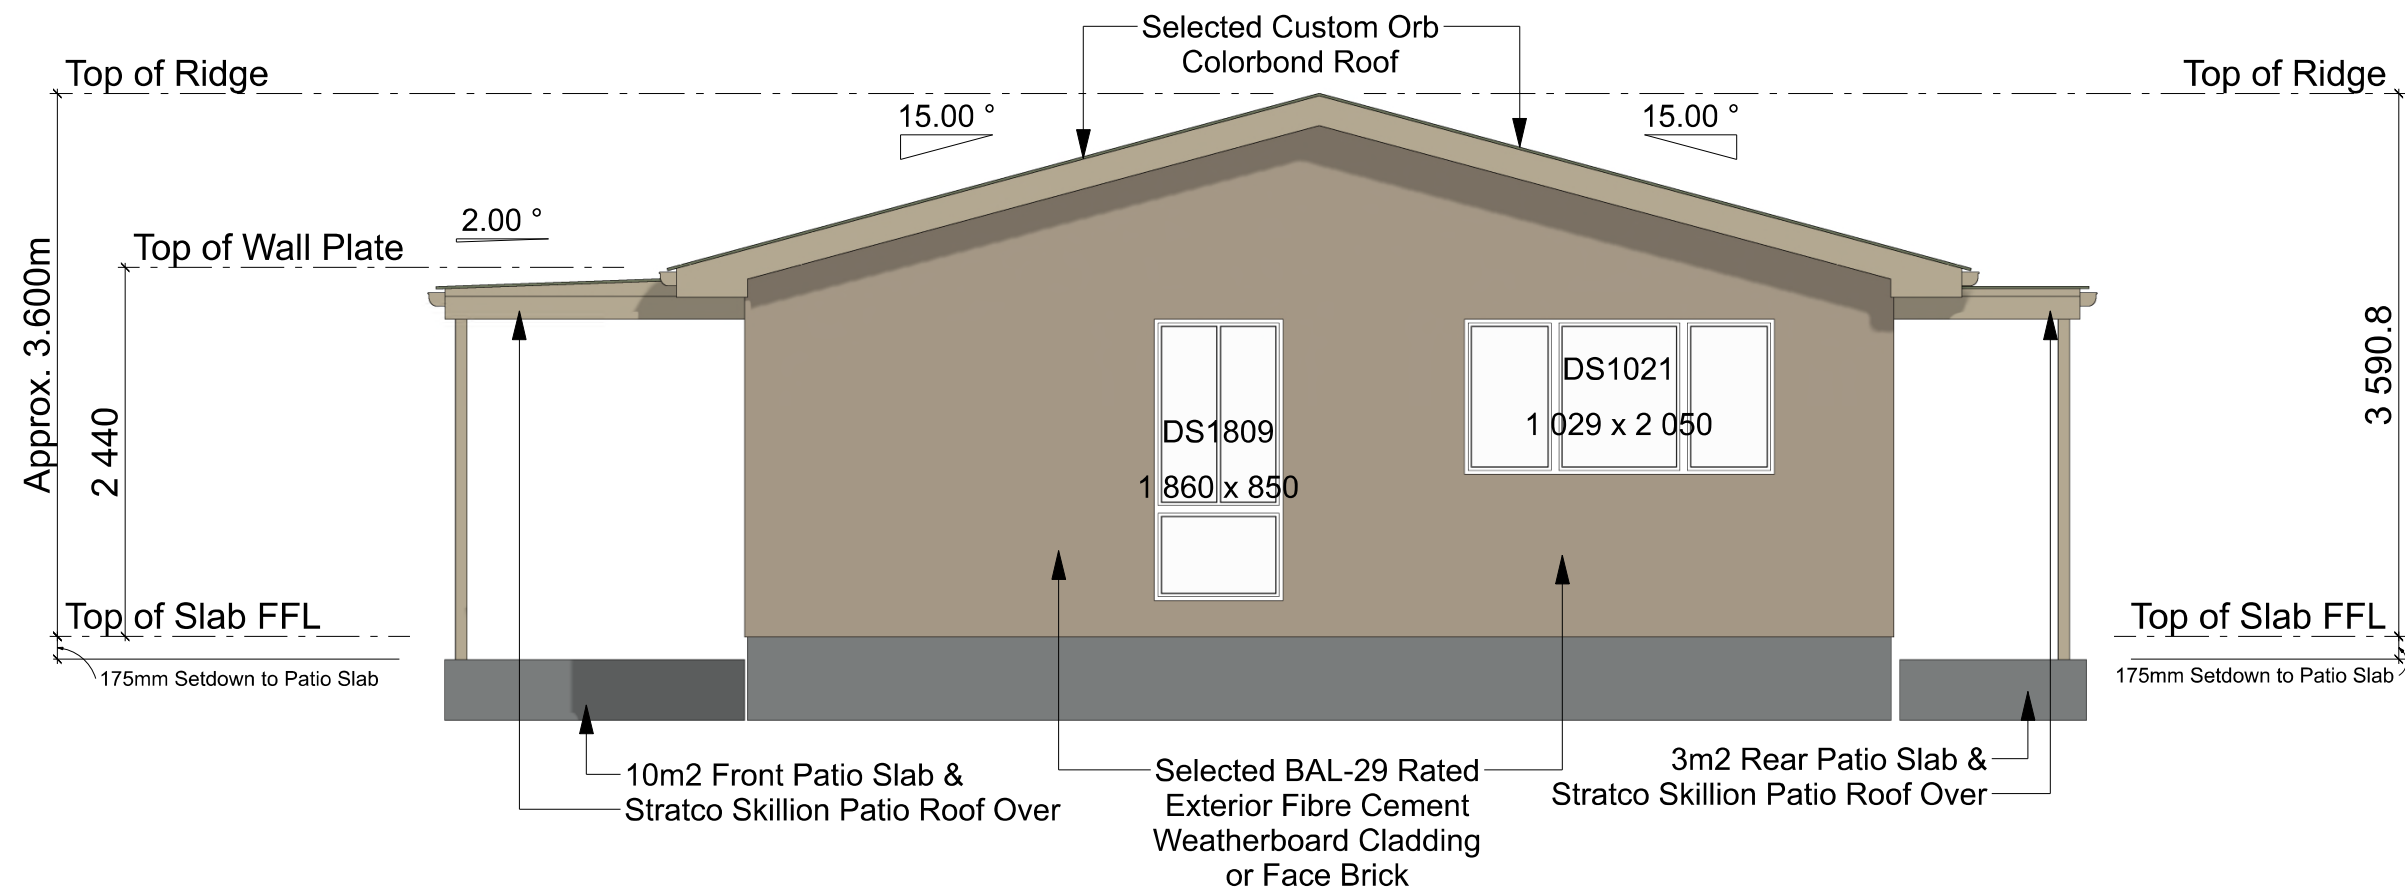 Selected Custom Orb
Colorbond Roof
Top of Ridge
Top of Ridge
15.00 °
15.00 °
2.00 °
Top of Wall Plate
Approx. 3.600m
2 440
3 590.8
DS1809
1 860 x 850
DS1021
1 029 x 2 050
Top of Slab FFL
Top of Slab FFL
175mm Setdown to Patio Slab
175mm Setdown to Patio Slab
10m2 Front Patio Slab &
Stratco Skillion Patio Roof Over
Selected BAL-29 Rated
Exterior Fibre Cement
Weatherboard Cladding
or Face Brick
3m2 Rear Patio Slab &
Stratco Skillion Patio Roof Over